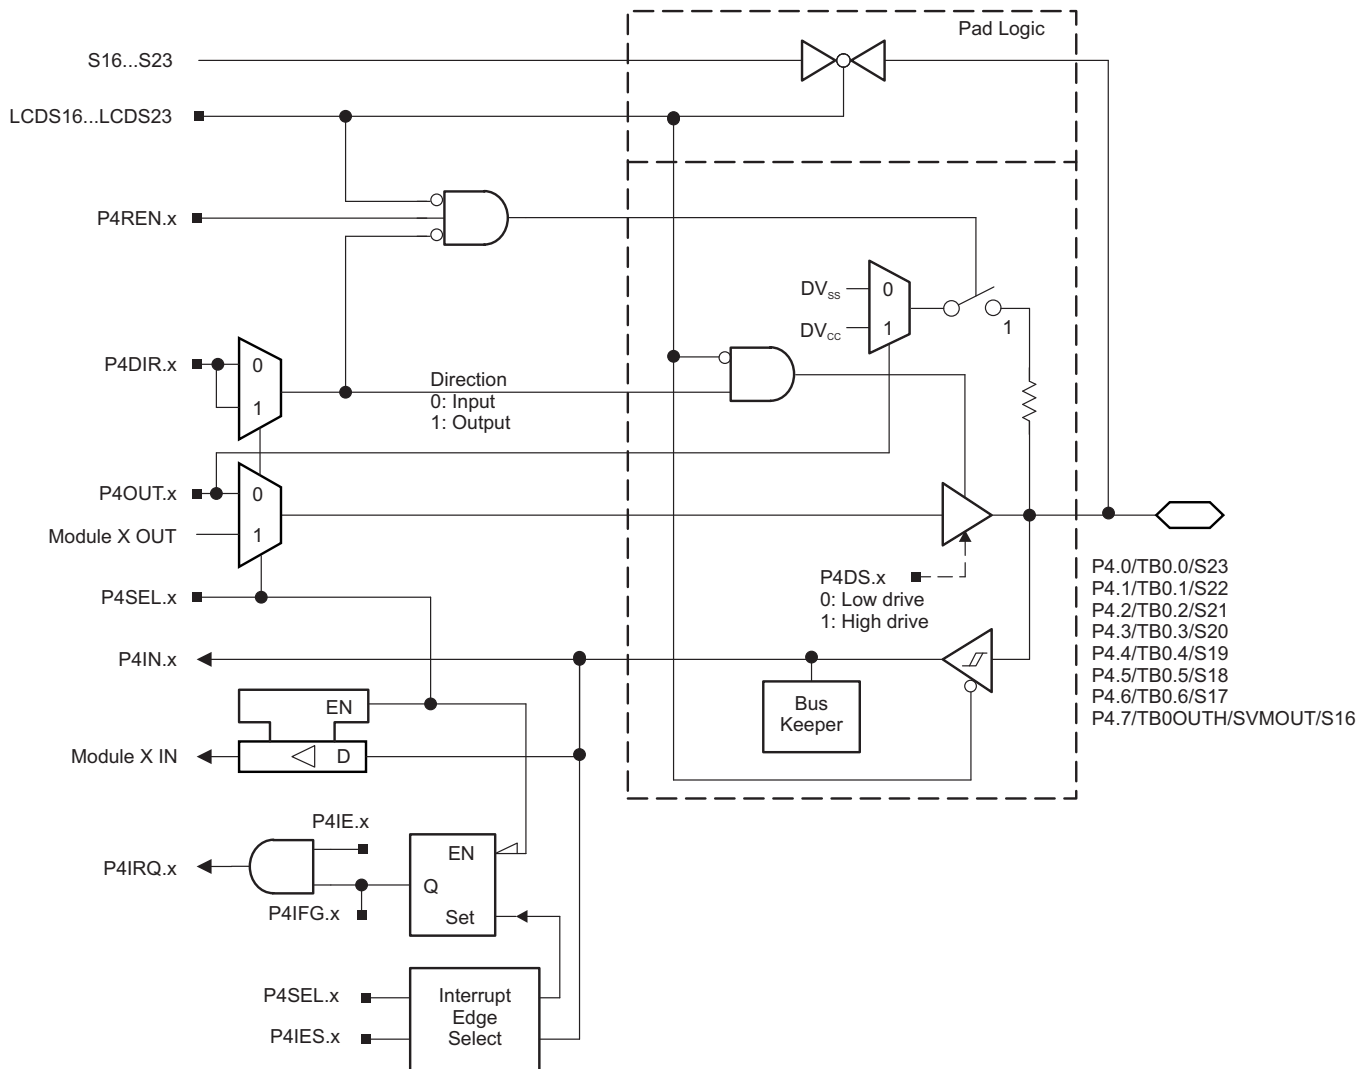 Pad Logic
S16...S23
LCDS16...LCDS23
P4REN.x
DVSS
0
DVCC
1
1
P4DIR.x
0
1
Direction
0: Input
1: Output
P4OUT.x
0
Module X OUT
1
P4DS.x
0: Low drive
1: High drive
P4SEL.x
P4.0/TB0.0/S23
P4.1/TB0.1/S22
P4.2/TB0.2/S21
P4.3/TB0.3/S20
P4.4/TB0.4/S19
P4.5/TB0.5/S18
P4.6/TB0.6/S17
P4.7/TB0OUTH/SVMOUT/S16
P4IN.x
Bus
Keeper
EN
Module X IN
D
P4IE.x
P4IRQ.x
EN
Q
P4IFG.x
Set
P4SEL.x
P4IES.x
Interrupt
Edge
Select